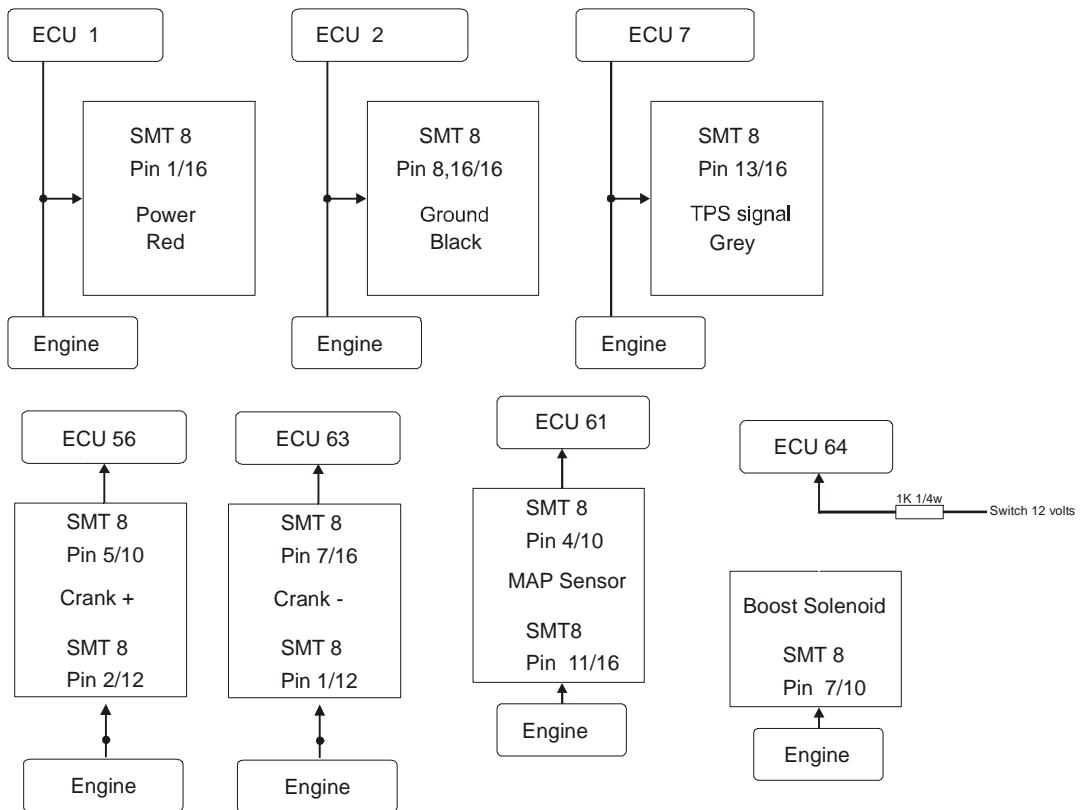 ECU 1
ECU 2
ECU 7
SMT 8
Pin 1/16
Power
Red
SMT 8
Pin 8,16/16
Ground
Black
SMT 8
Pin 13/16
TPS signal
Grey
Engine
Engine
Engine
ECU 56
SMT 8
Pin 5/10
Crank +
SMT 8
Pin 2/12
Engine
ECU 63
SMT 8
Pin 7/16
Crank -
SMT 8
Pin 1/12
Engine
ECU 61
SMT 8
Pin 4/10
MAP Sensor
SMT8
Pin 11/16
Engine
ECU 64
1K 1/4w
Switch 12 volts
Boost Solenoid
SMT 8
Pin 7/10
Engine